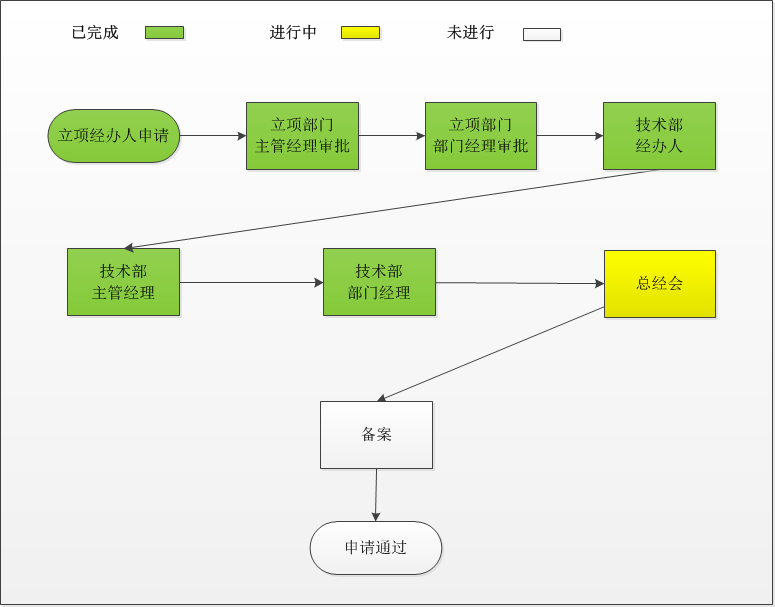 已完成
进行中
未进行
立项经办人申请
立项部门
主管经理审批
立项部门
部门经理审批
技术部
经办人
技术部
主管经理
技术部
部门经理
总经会
备案
申请通过